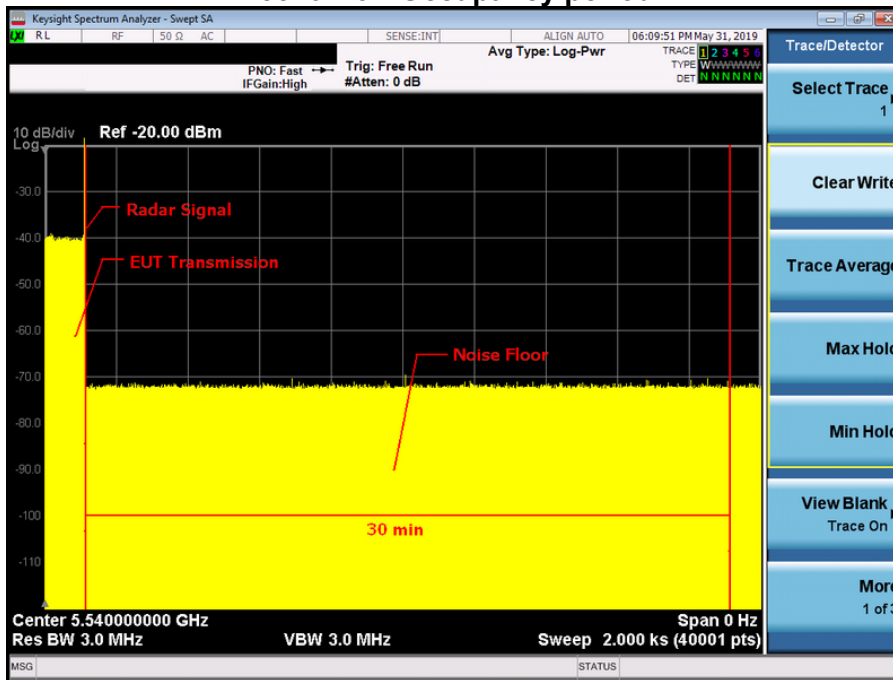 Keysight Spectrum Analyzer - Swept SA
LXI RL RF 50 Ω AC SENSE:INT ALIGN AUTO 06:09:51 PM May 31, 2019
Avg Type: Log-Pwr
TRACE 1 2 3 4 5 6
TYPE WWWWWW
DET N N N N N N
PNO: Fast
IFGain:High
Trig: Free Run
#Atten: 0 dB
10 dB/div Ref -20.00 dBm
Log
-30.0
-40.0
-50.0
-60.0
-70.0
-80.0
-90.0
-100
-110
Radar Signal
EUT Transmission
Noise Floor
30 min
Center 5.540000000 GHz Span 0 Hz
Res BW 3.0 MHz VBW 3.0 MHz Sweep 2.000 ks (40001 pts)
MSG STATUS
Trace/Detector
Select Trace
1
Clear Write
Trace Average
Max Hold
Min Hold
View Blank
Trace On
More
1 of 3